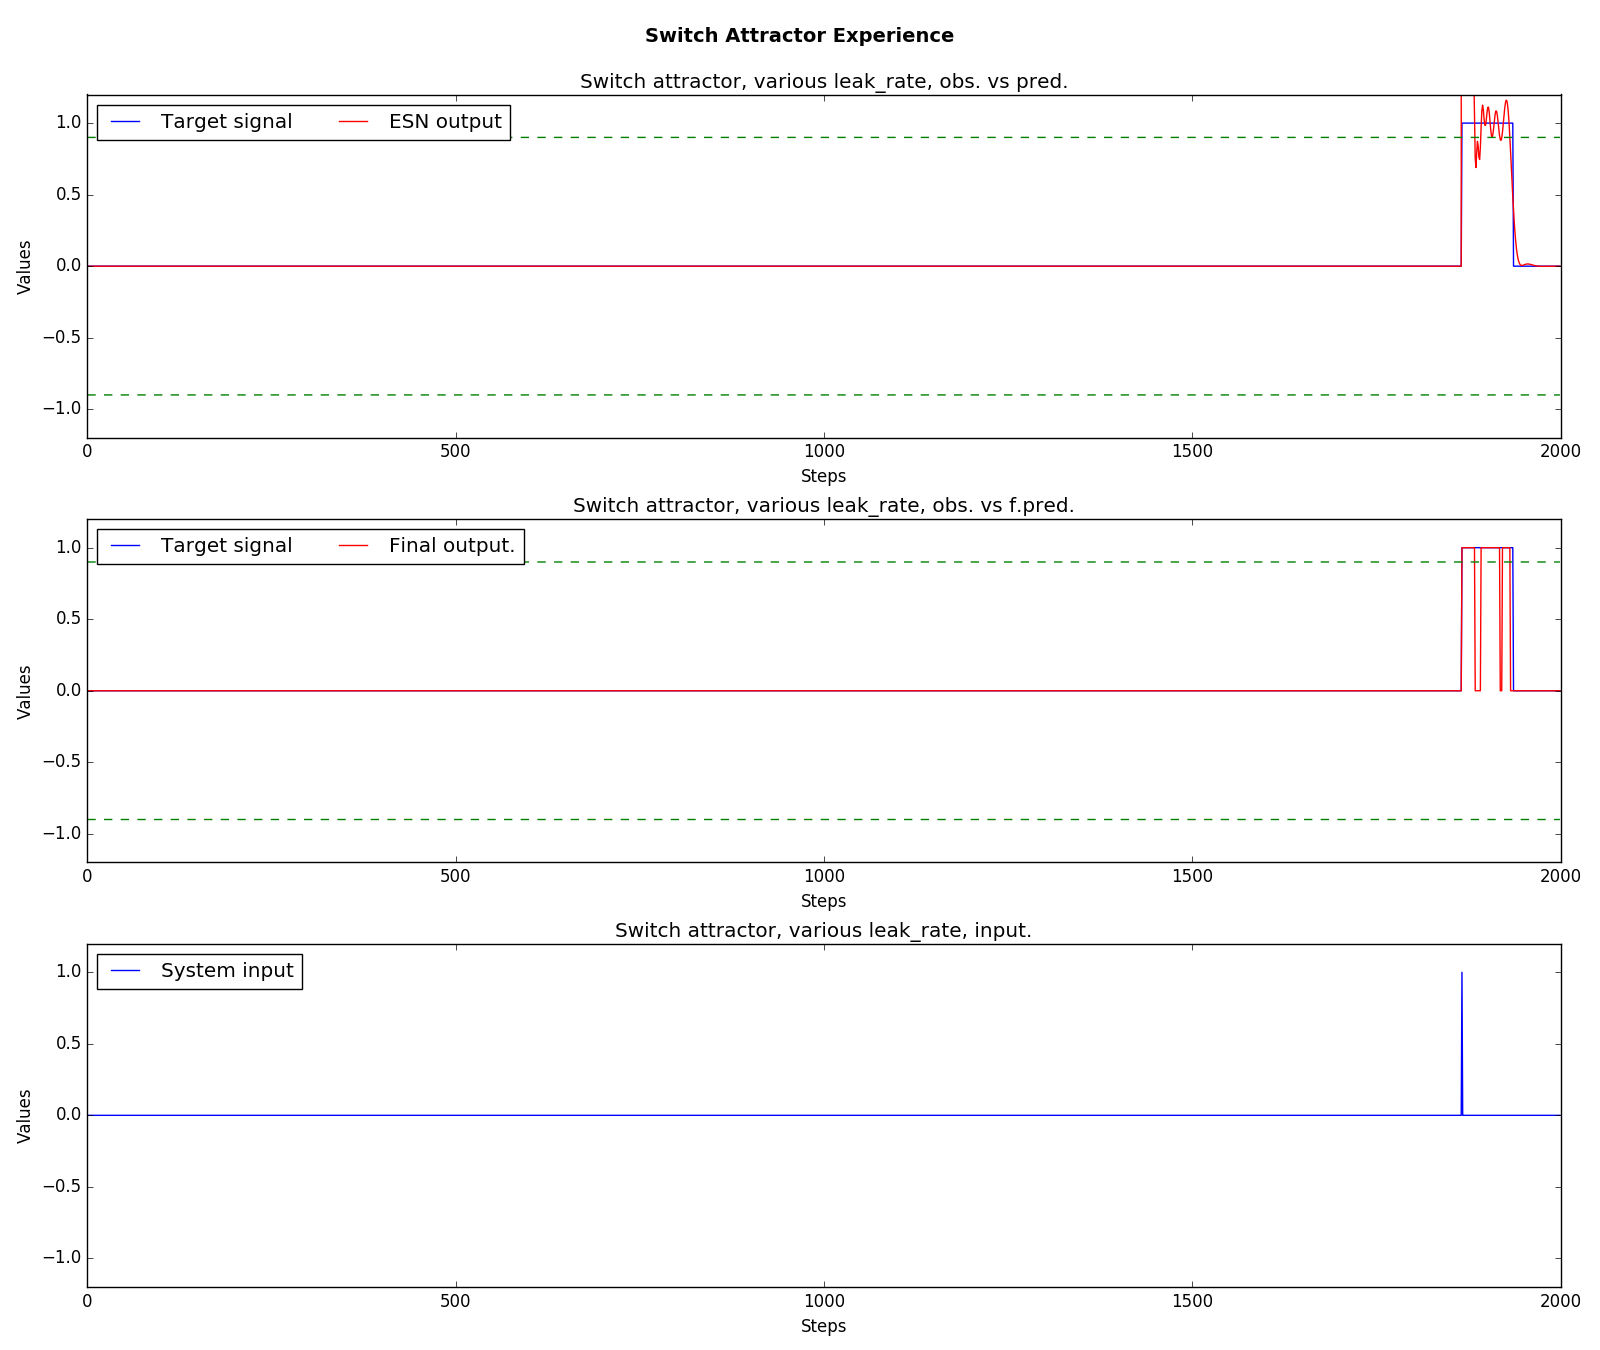 Switch Attractor Experience
Switch attractor, various leak_rate, obs. vs pred.
Target signal ESN output
1.0
0.5
0.0
−0.5
−1.0
Values
0 500 1000 1500 2000
Steps
Switch attractor, various leak_rate, obs. vs f.pred.
Target signal Final output.
1.0
0.5
0.0
−0.5
−1.0
Values
0 500 1000 1500 2000
Steps
Switch attractor, various leak_rate, input.
System input
1.0
0.5
0.0
−0.5
−1.0
Values
0 500 1000 1500 2000
Steps